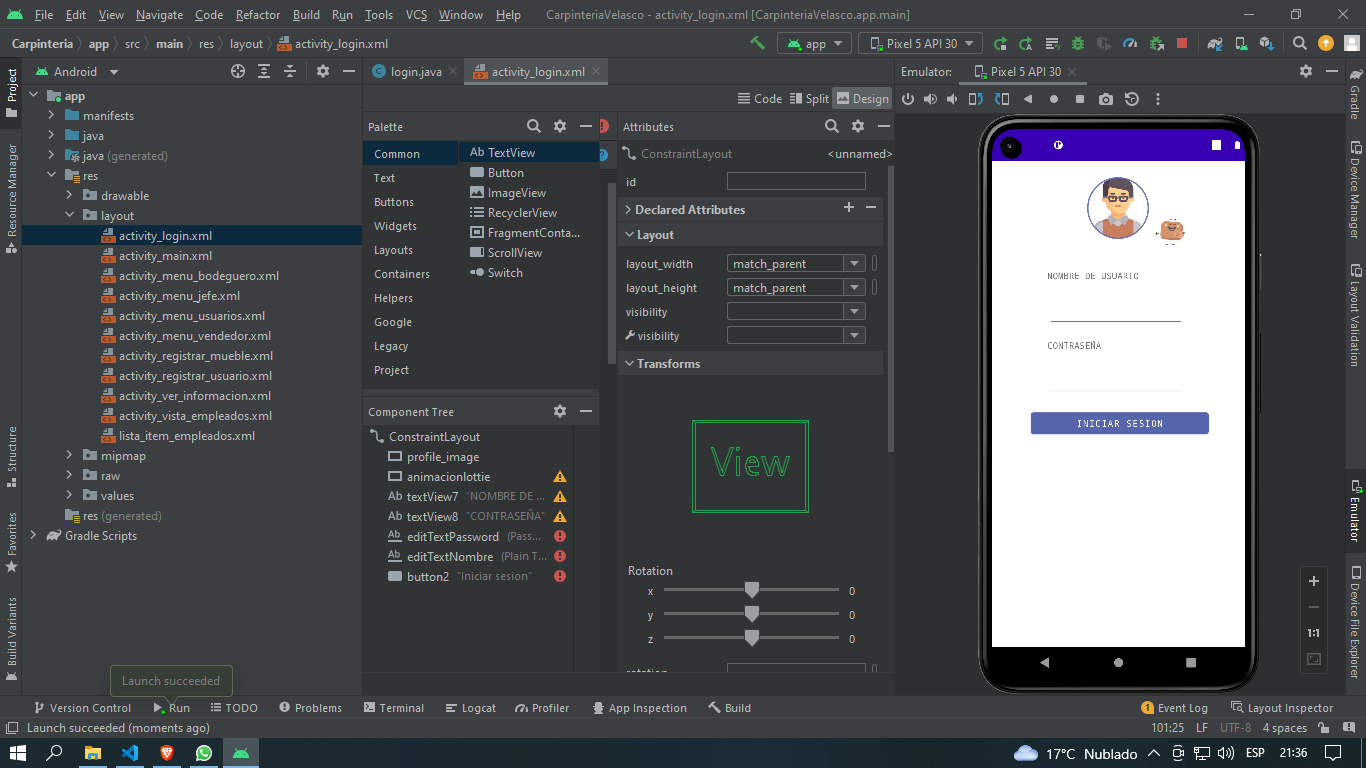 File Edit View Navigate Code Refactor Build Run Tools VCS Window Help CarpinteriaVelasco - activity_login.xml [CarpinteriaVelasco.app.main]
Carpinteria app src main res layout activity_login.xml app Pixel 5 API 30
Project
Resource Manager
Structure
Favorites
Build Variants
Android
app
manifests
java
java (generated)
res
drawable
layout
activity_login.xml
activity_main.xml
activity_menu_bodeguero.xml
activity_menu_jefe.xml
activity_menu_usuarios.xml
activity_menu_vendedor.xml
activity_registrar_mueble.xml
activity_registrar_usuario.xml
activity_ver_informacion.xml
activity_vista_empleados.xml
lista_item_empleados.xml
mipmap
raw
values
res (generated)
Gradle Scripts
Launch succeeded
login.java activity_login.xml
Code Split Design
Palette
Common
Text
Buttons
Widgets
Layouts
Containers
Helpers
Google
Legacy
Project
Ab TextView
Button
ImageView
RecyclerView
FragmentConta...
ScrollView
Switch
Component Tree
ConstraintLayout
profile_image
animacionlottie
Ab textView7 "NOMBRE DE ...
Ab textView8 "CONTRASEÑA"
Ab editTextPassword (Pass...
Ab editTextNombre (Plain T...
button2 "Iniciar sesion"
Attributes
ConstraintLayout <unnamed>
id
Declared Attributes
Layout
layout_width match_parent
layout_height match_parent
visibility
visibility
Transforms
View
Rotation
x 0
y 0
z 0
Emulator: Pixel 5 API 30
NOMBRE DE USUARIO
CONTRASEÑA
INICIAR SESION
1:1
Gradle
Device Manager
Layout Validation
Emulator
Device File Explorer
Version Control Run TODO Problems Terminal Logcat Profiler App Inspection Build 1 Event Log Layout Inspector
Launch succeeded (moments ago) 101:25 LF UTF-8 4 spaces
17°C Nublado ESP 21:36